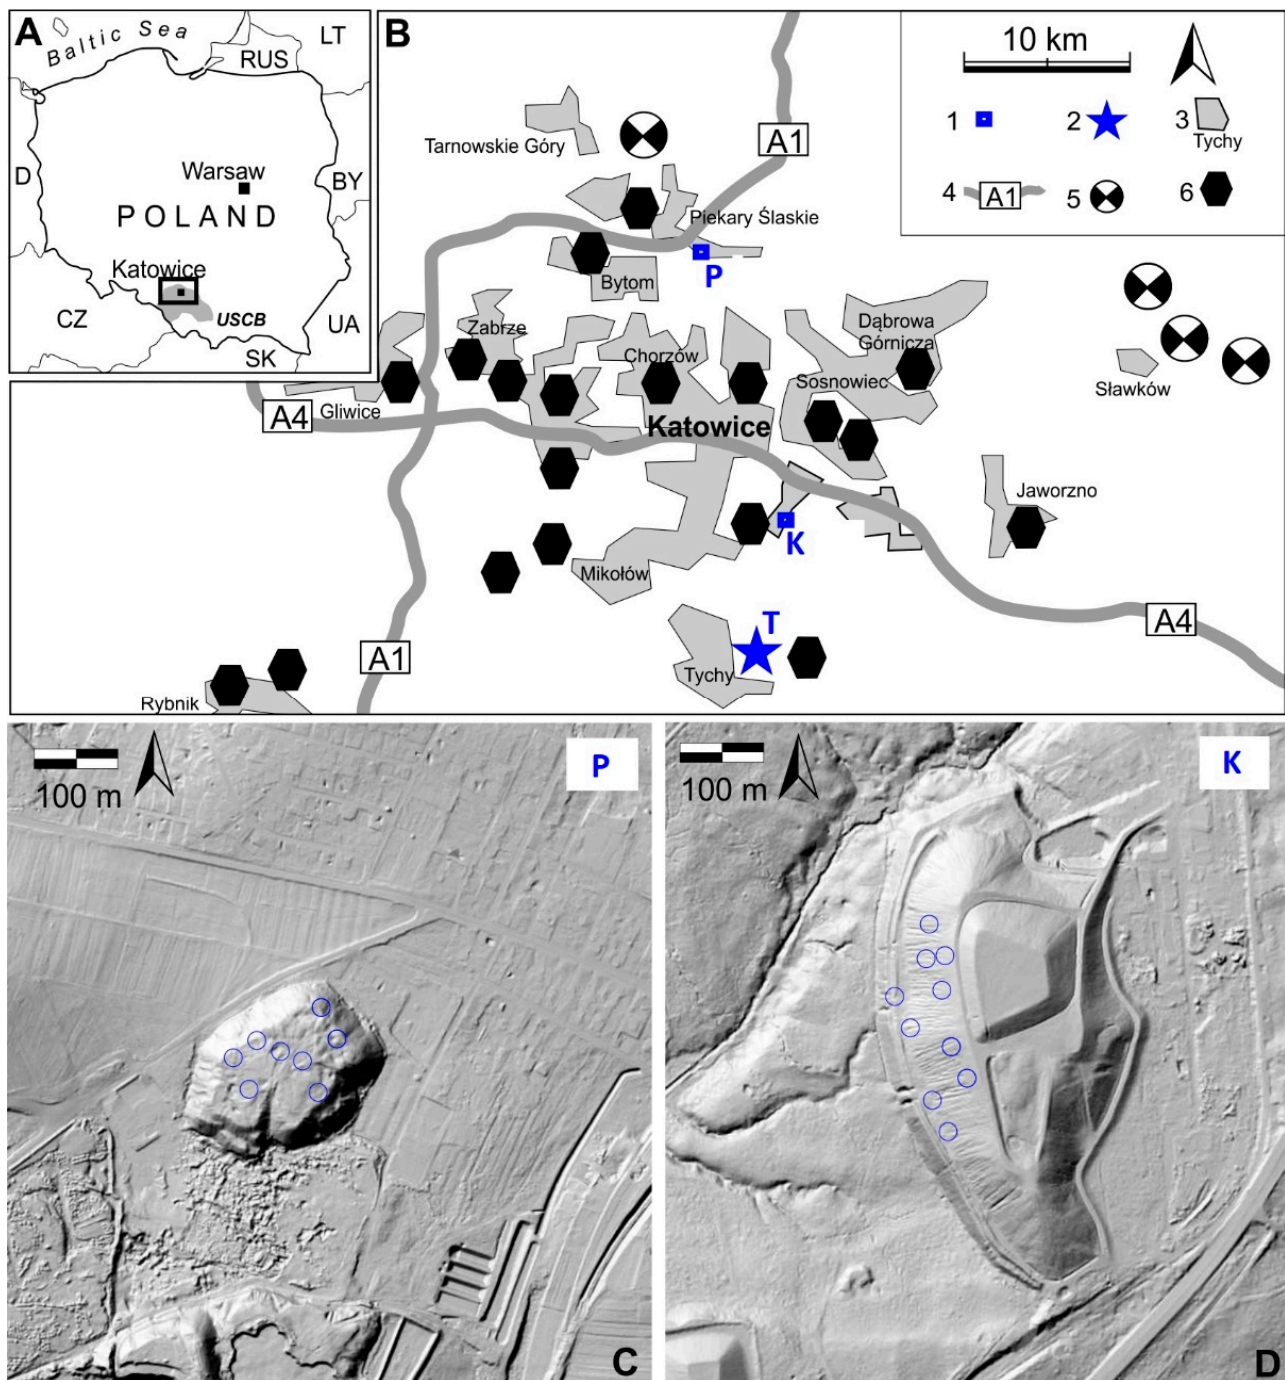 A
Baltic Sea
LT
RUS
D
Warsaw
BY
POLAND
Katowice
CZ
USCB
UA
SK
B
10 km
1
2
3
Tychy
4
A1
5
6
A1
Tarnowskie Góry
Piekary Ślaskie
P
Bytom
Zabrze
Chorzów
Dąbrowa
Górnicza
Sosnowiec
Sławków
Gliwice
A4
Katowice
Jaworzno
K
Mikołów
A4
T
A1
Tychy
Rybnik
100 m
P
C
100 m
K
D